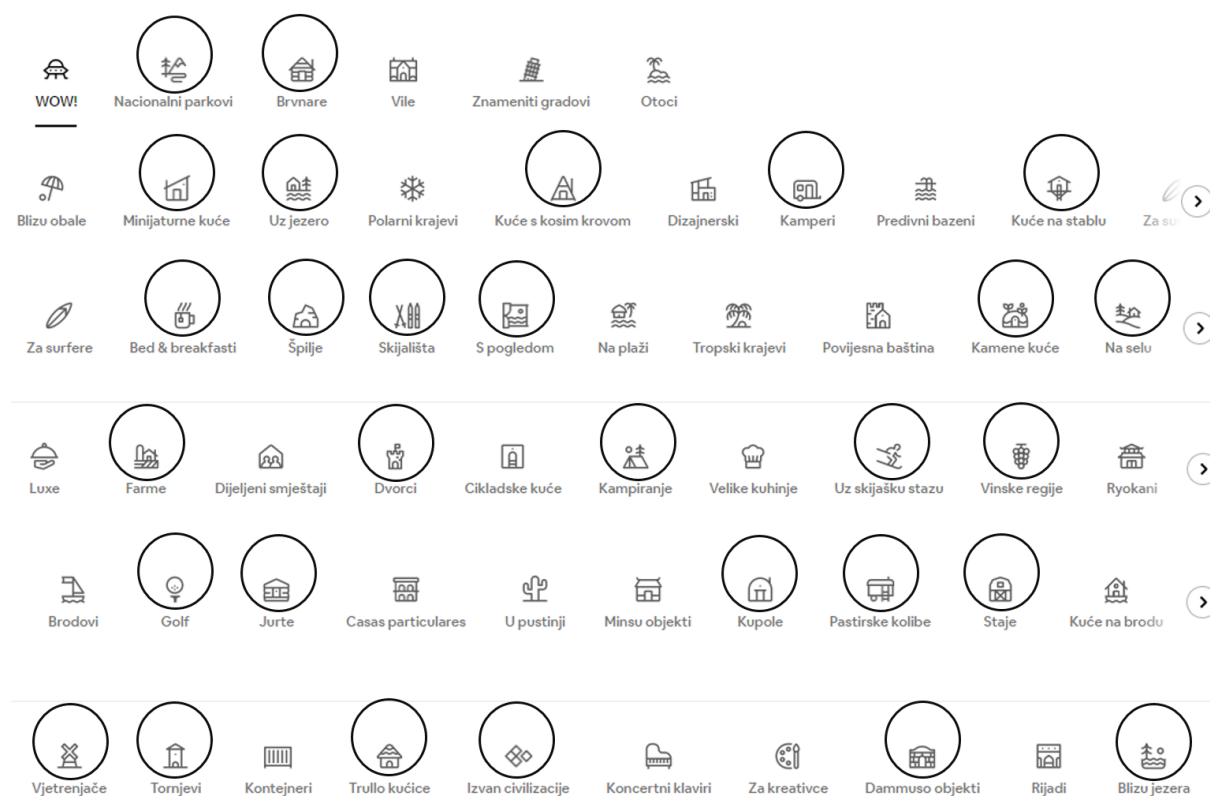 WOW! Nacionalni parkovi Brvnare Vile Znameniti gradovi Otoci
Blizu obale Minijaturne kuće Uz jezero Polarni krajevi Kuće s kosim krovom Dizajnerski Kamperi Predivni bazeni Kuće na stablu Za su
Za surfere Bed & breakfasti Špilje Skijališta S pogledom Na plaži Tropski krajevi Povijesna baština Kamene kuće Na selu
Luxe Farme Dijeljeni smještaji Dvorci Cikladske kuće Kampiranje Velike kuhinje Uz skijašku stazu Vinske regije Ryokani
Brodovi Golf Jurte Casas particulares U pustinji Minsu objekti Kupole Pastirske kolibe Staje Kuće na brodu
Vjetrenjače Tornjevi Kontejneri Trullo kućice Izvan civilizacije Koncertni klaviri Za kreativce Dammuso objekti Rijadi Blizu jezera